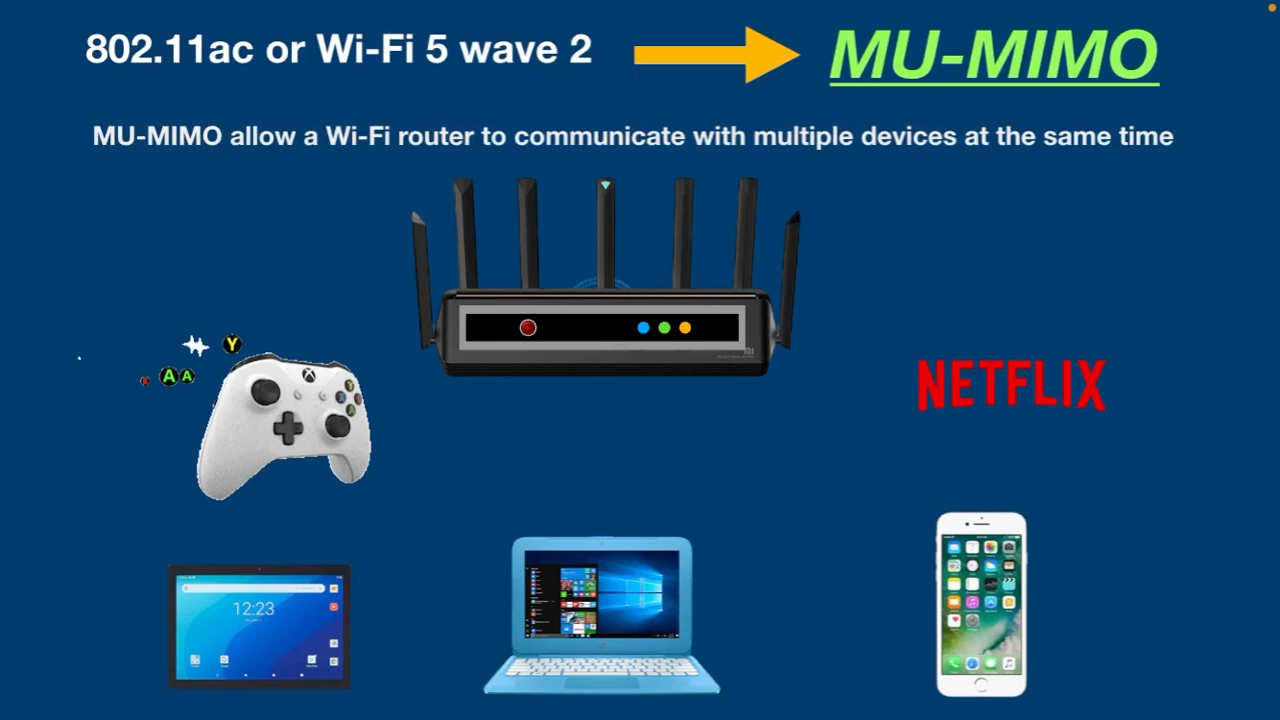 802.11ac or Wi-Fi 5 wave 2
MU-MIMO
MU-MIMO allow a Wi-Fi router to communicate with multiple devices at the same time
mi
Y
A A
Y
A
NETFLIX
12:23